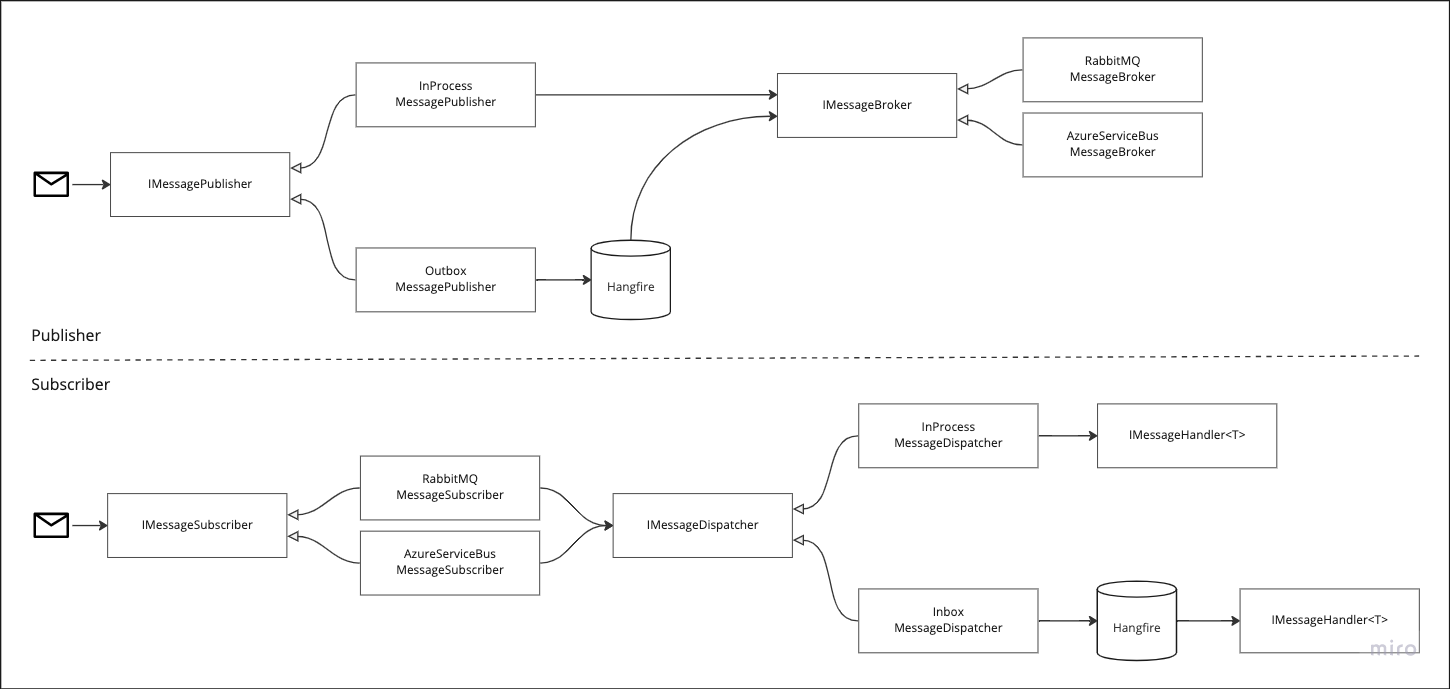 RabbitMQ
MessageBroker
InProcess
MessagePublisher
IMessageBroker
AzureServiceBus
MessageBroker
IMessagePublisher
Outbox
MessagePublisher
Hangfire
Publisher
Subscriber
InProcess
MessageDispatcher
IMessageHandler<T>
RabbitMQ
MessageSubscriber
IMessageSubscriber
IMessageDispatcher
AzureServiceBus
MessageSubscriber
Inbox
MessageDispatcher
Hangfire
IMessageHandler<T>
miro